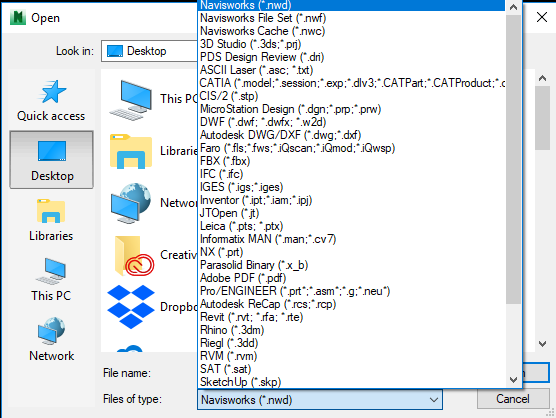 Open
Look in:
Desktop
Quick access
Desktop
Libraries
This PC
Network
This PC
Libraries
Network
Creative
Dropbo
Navisworks (*.nwd)
Navisworks File Set (*.nwf)
Navisworks Cache (*.nwc)
3D Studio (*.3ds;*.prj)
PDS Design Review (*.dri)
ASCII Laser (*.asc; *.txt)
CATIA (*.model;*.session;*.exp;*.dlv3;*.CATPart;*.CATProduct;*.c
CIS/2 (*.stp)
MicroStation Design (*.dgn;*.prp;*.prw)
DWF (*.dwf; *.dwfx; *.w2d)
Autodesk DWG/DXF (*.dwg;*.dxf)
Faro (*.fls;*.fws;*.iQscan;*.iQmod;*.iQwsp)
FBX (*.fbx)
IFC (*.ifc)
IGES (*.igs;*.iges)
Inventor (*.ipt;*.iam;*.ipj)
JTOpen (*.jt)
Leica (*.pts; *.ptx)
Informatix MAN (*.man;*.cv7)
NX (*.prt)
Parasolid Binary (*.x_b)
Adobe PDF (*.pdf)
Pro/ENGINEER (*.prt*;*.asm*;*.g;*.neu*)
Autodesk ReCap (*.rcs;*.rcp)
Revit (*.rvt; *.rfa; *.rte)
Rhino (*.3dm)
Riegl (*.3dd)
RVM (*.rvm)
SAT (*.sat)
SketchUp (*.skp)
File name:
Files of type:
Navisworks (*.nwd)
Cancel